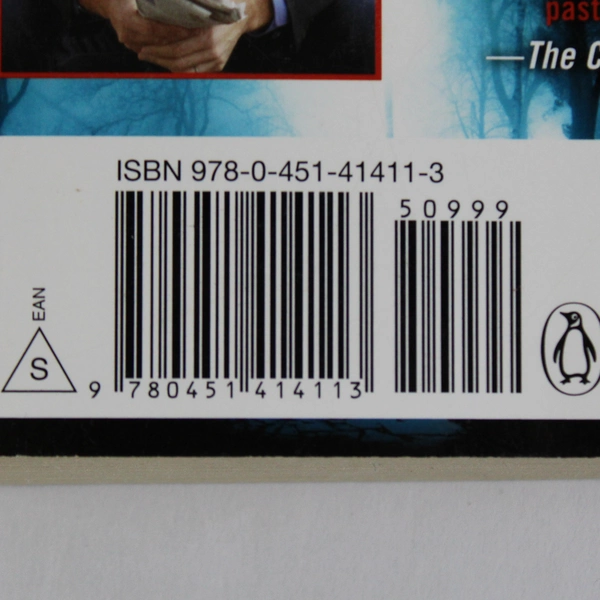 past
—The C
ISBN 978-0-451-41411-3
50999
EAN
S
9 780451 414113